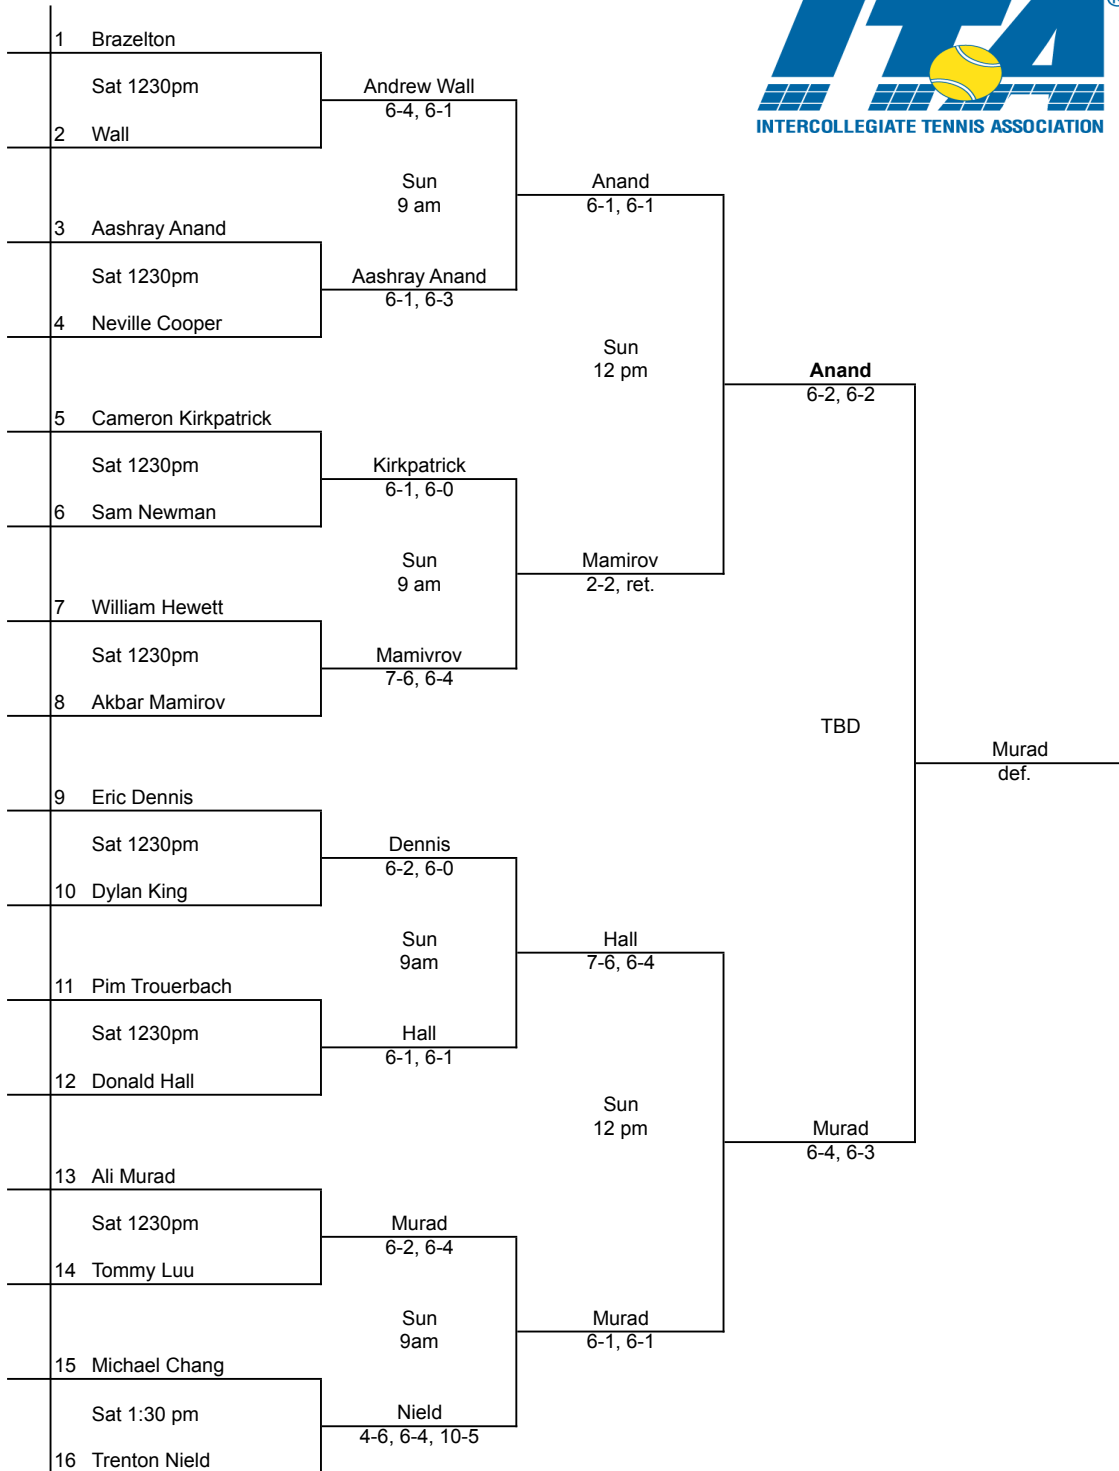 ITA
®
INTERCOLLEGIATE TENNIS ASSOCIATION
1 Brazelton
Sat 1230pm
2 Wall
Andrew Wall
6-4, 6-1
Sun
9 am
3 Aashray Anand
Sat 1230pm
4 Neville Cooper
Aashray Anand
6-1, 6-3
Anand
6-1, 6-1
Sun
12 pm
5 Cameron Kirkpatrick
Sat 1230pm
6 Sam Newman
Kirkpatrick
6-1, 6-0
Sun
9 am
7 William Hewett
Sat 1230pm
8 Akbar Mamirov
Mamivrov
7-6, 6-4
Mamirov
2-2, ret.
Anand
6-2, 6-2
TBD
Murad
def.
9 Eric Dennis
Sat 1230pm
10 Dylan King
Dennis
6-2, 6-0
Sun
9am
11 Pim Trouerbach
Sat 1230pm
12 Donald Hall
Hall
6-1, 6-1
Hall
7-6, 6-4
Sun
12 pm
Murad
6-4, 6-3
13 Ali Murad
Sat 1230pm
14 Tommy Luu
Murad
6-2, 6-4
Sun
9am
15 Michael Chang
Sat 1:30 pm
16 Trenton Nield
Nield
4-6, 6-4, 10-5
Murad
6-1, 6-1